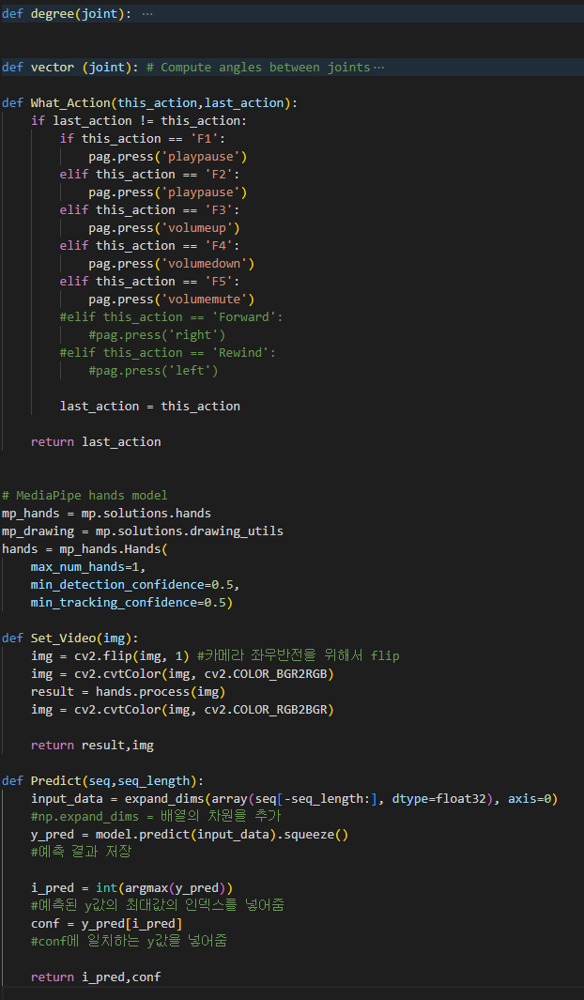 def degree(joint): ···
def vector (joint): # Compute angles between joints···
def What_Action(this_action,last_action):
    if last_action != this_action:
        if this_action == 'F1':
            pag.press('playpause')
        elif this_action == 'F2':
            pag.press('playpause')
        elif this_action == 'F3':
            pag.press('volumeup')
        elif this_action == 'F4':
            pag.press('volumedown')
        elif this_action == 'F5':
            pag.press('volumemute')
        #elif this_action == 'Forward':
            #pag.press('right')
        #elif this_action == 'Rewind':
            #pag.press('left')
        last_action = this_action
    return last_action
# MediaPipe hands model
mp_hands = mp.solutions.hands
mp_drawing = mp.solutions.drawing_utils
hands = mp_hands.Hands(
    max_num_hands=1,
    min_detection_confidence=0.5,
    min_tracking_confidence=0.5)
def Set_Video(img):
    img = cv2.flip(img, 1) #카메라 좌우반전을 위해서 flip
    img = cv2.cvtColor(img, cv2.COLOR_BGR2RGB)
    result = hands.process(img)
    img = cv2.cvtColor(img, cv2.COLOR_RGB2BGR)
    return result,img
def Predict(seq,seq_length):
    input_data = expand_dims(array(seq[-seq_length:], dtype=float32), axis=0)
    #np.expand_dims = 배열의 차원을 추가
    y_pred = model.predict(input_data).squeeze()
    #예측 결과 저장
    i_pred = int(argmax(y_pred))
    #예측된 y값의 최대값의 인덱스를 넣어줌
    conf = y_pred[i_pred]
    #conf에 일치하는 y값을 넣어줌
    return i_pred,conf